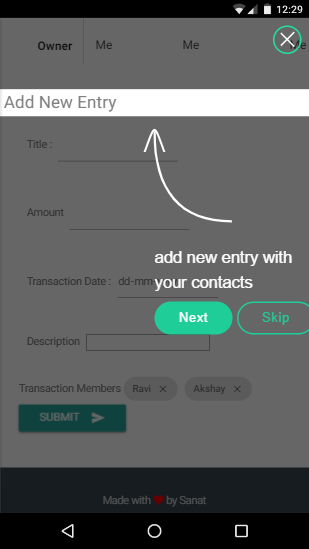 12:29
Owner Me Me Me
Add New Entry
Title :
Amount
add new entry with
your contacts
Transaction Date : dd-mm
Next Skip
Description
Transaction Members Ravi × Akshay ×
SUBMIT
Made with ❤ by Sanat